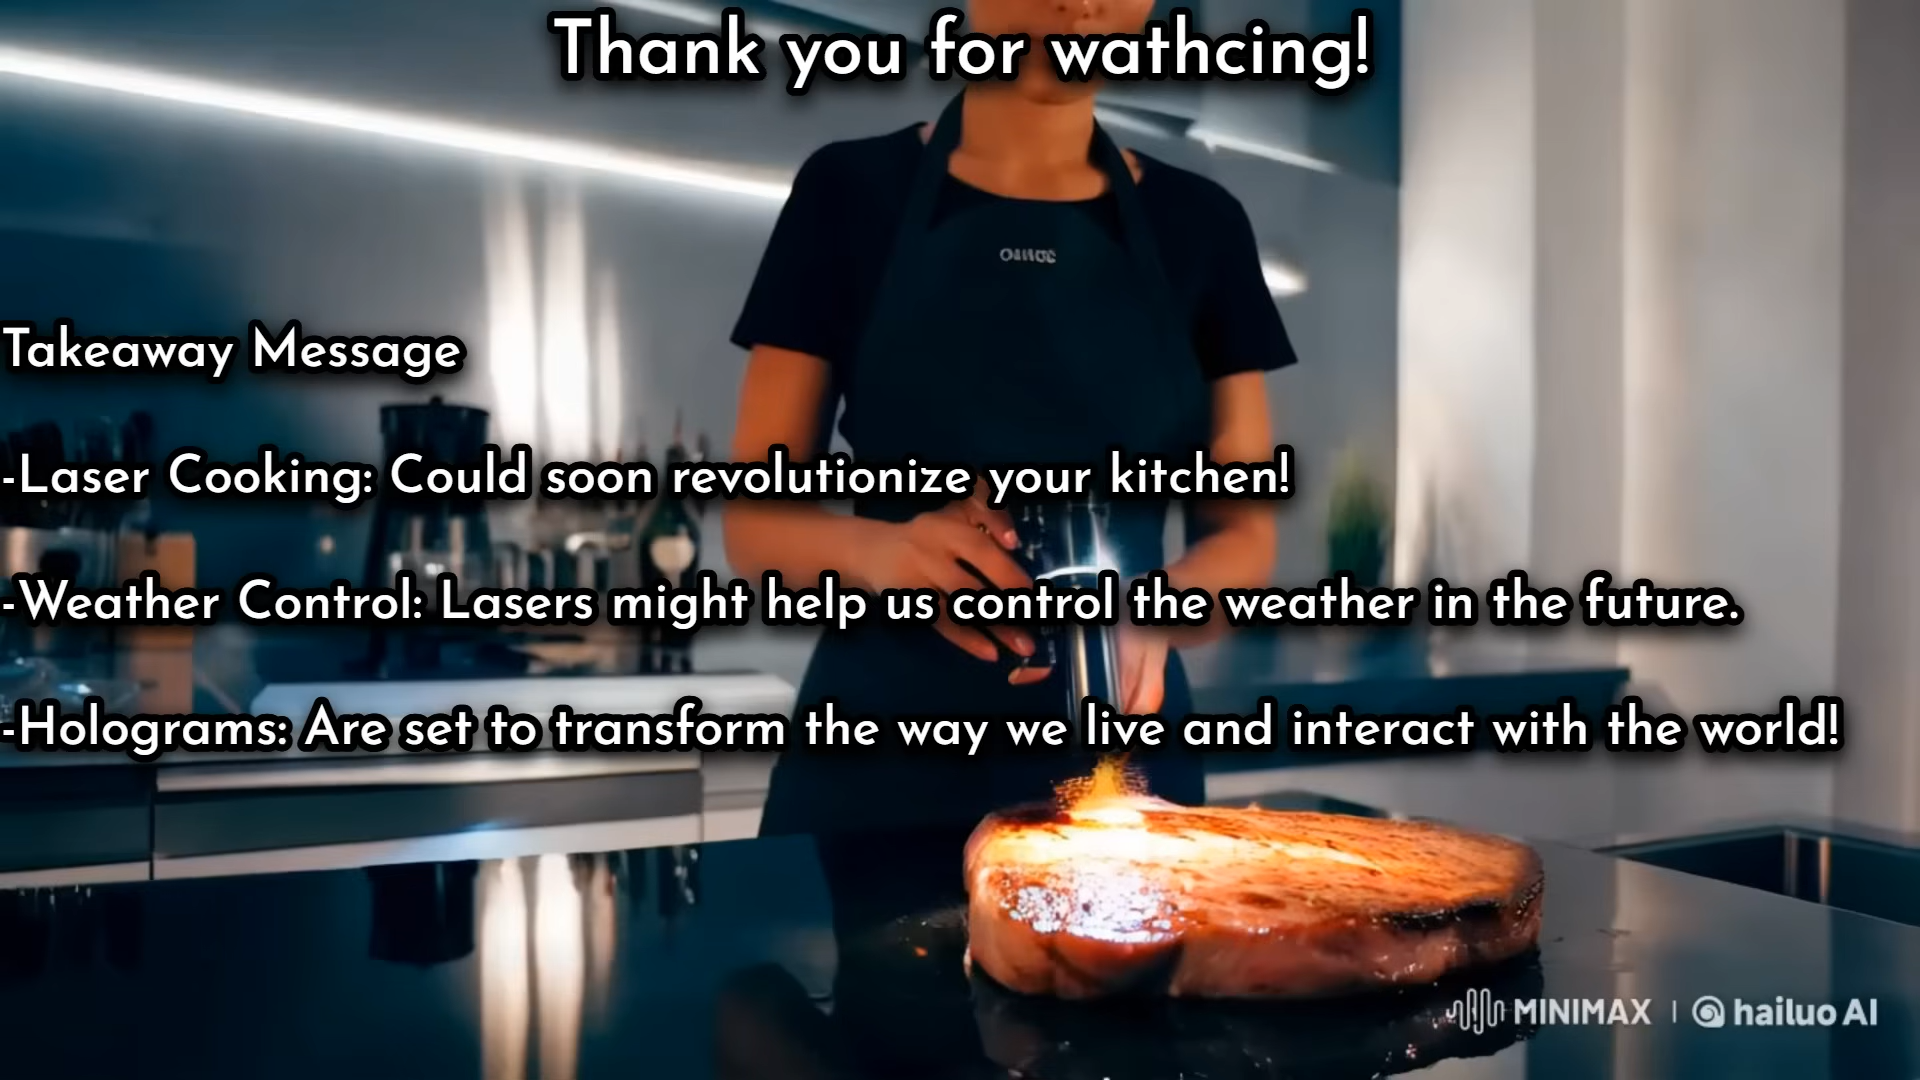 Thank you for wathcing!
Takeaway Message
-Laser Cooking: Could soon revolutionize your kitchen!
-Weather Control: Lasers might help us control the weather in the future.
-Holograms: Are set to transform the way we live and interact with the world!
MINIMAX | hailuo AI